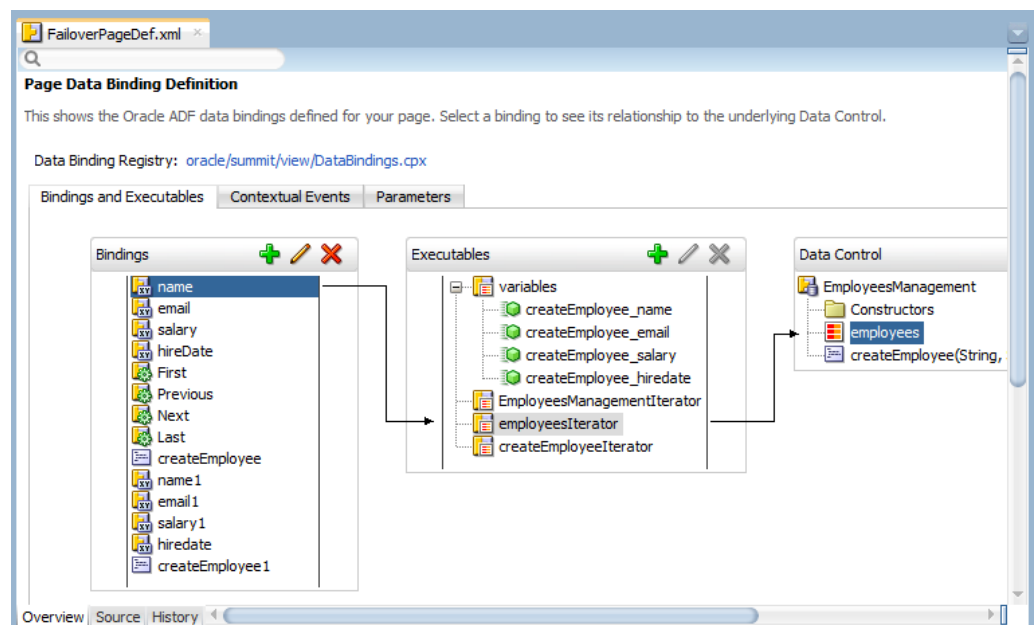 FailoverPageDef.xml
Page Data Binding Definition
This shows the Oracle ADF data bindings defined for your page. Select a binding to see its relationship to the underlying Data Control.
Data Binding Registry: oracle/summit/view/DataBindings.cpx
Bindings and Executables Contextual Events Parameters
Bindings
name
email
salary
hireDate
First
Previous
Next
Last
createEmployee
name1
email1
salary1
hiredate
createEmployee1
Executables
variables
createEmployee_name
createEmployee_email
createEmployee_salary
createEmployee_hiredate
EmployeesManagementIterator
employeesIterator
createEmployeeIterator
Data Control
EmployeesManagement
Constructors
employees
createEmployee(String,
Overview Source History